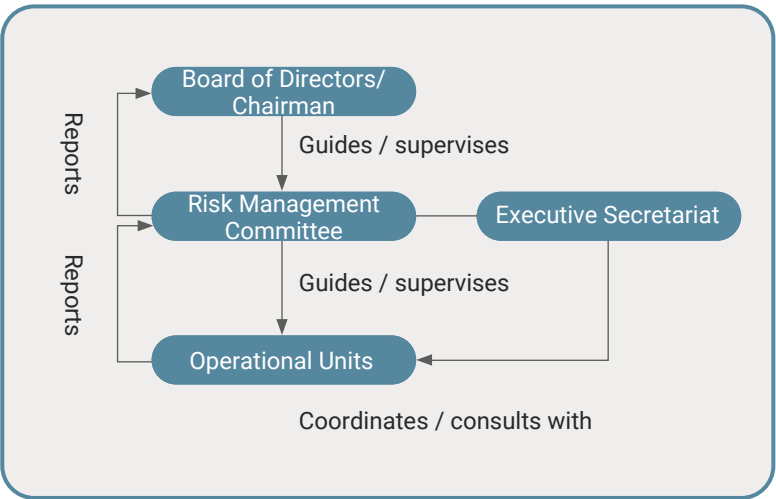 Board of Directors/
Chairman
Reports
Guides / supervises
Risk Management
Committee
Executive Secretariat
Reports
Guides / supervises
Operational Units
Coordinates / consults with